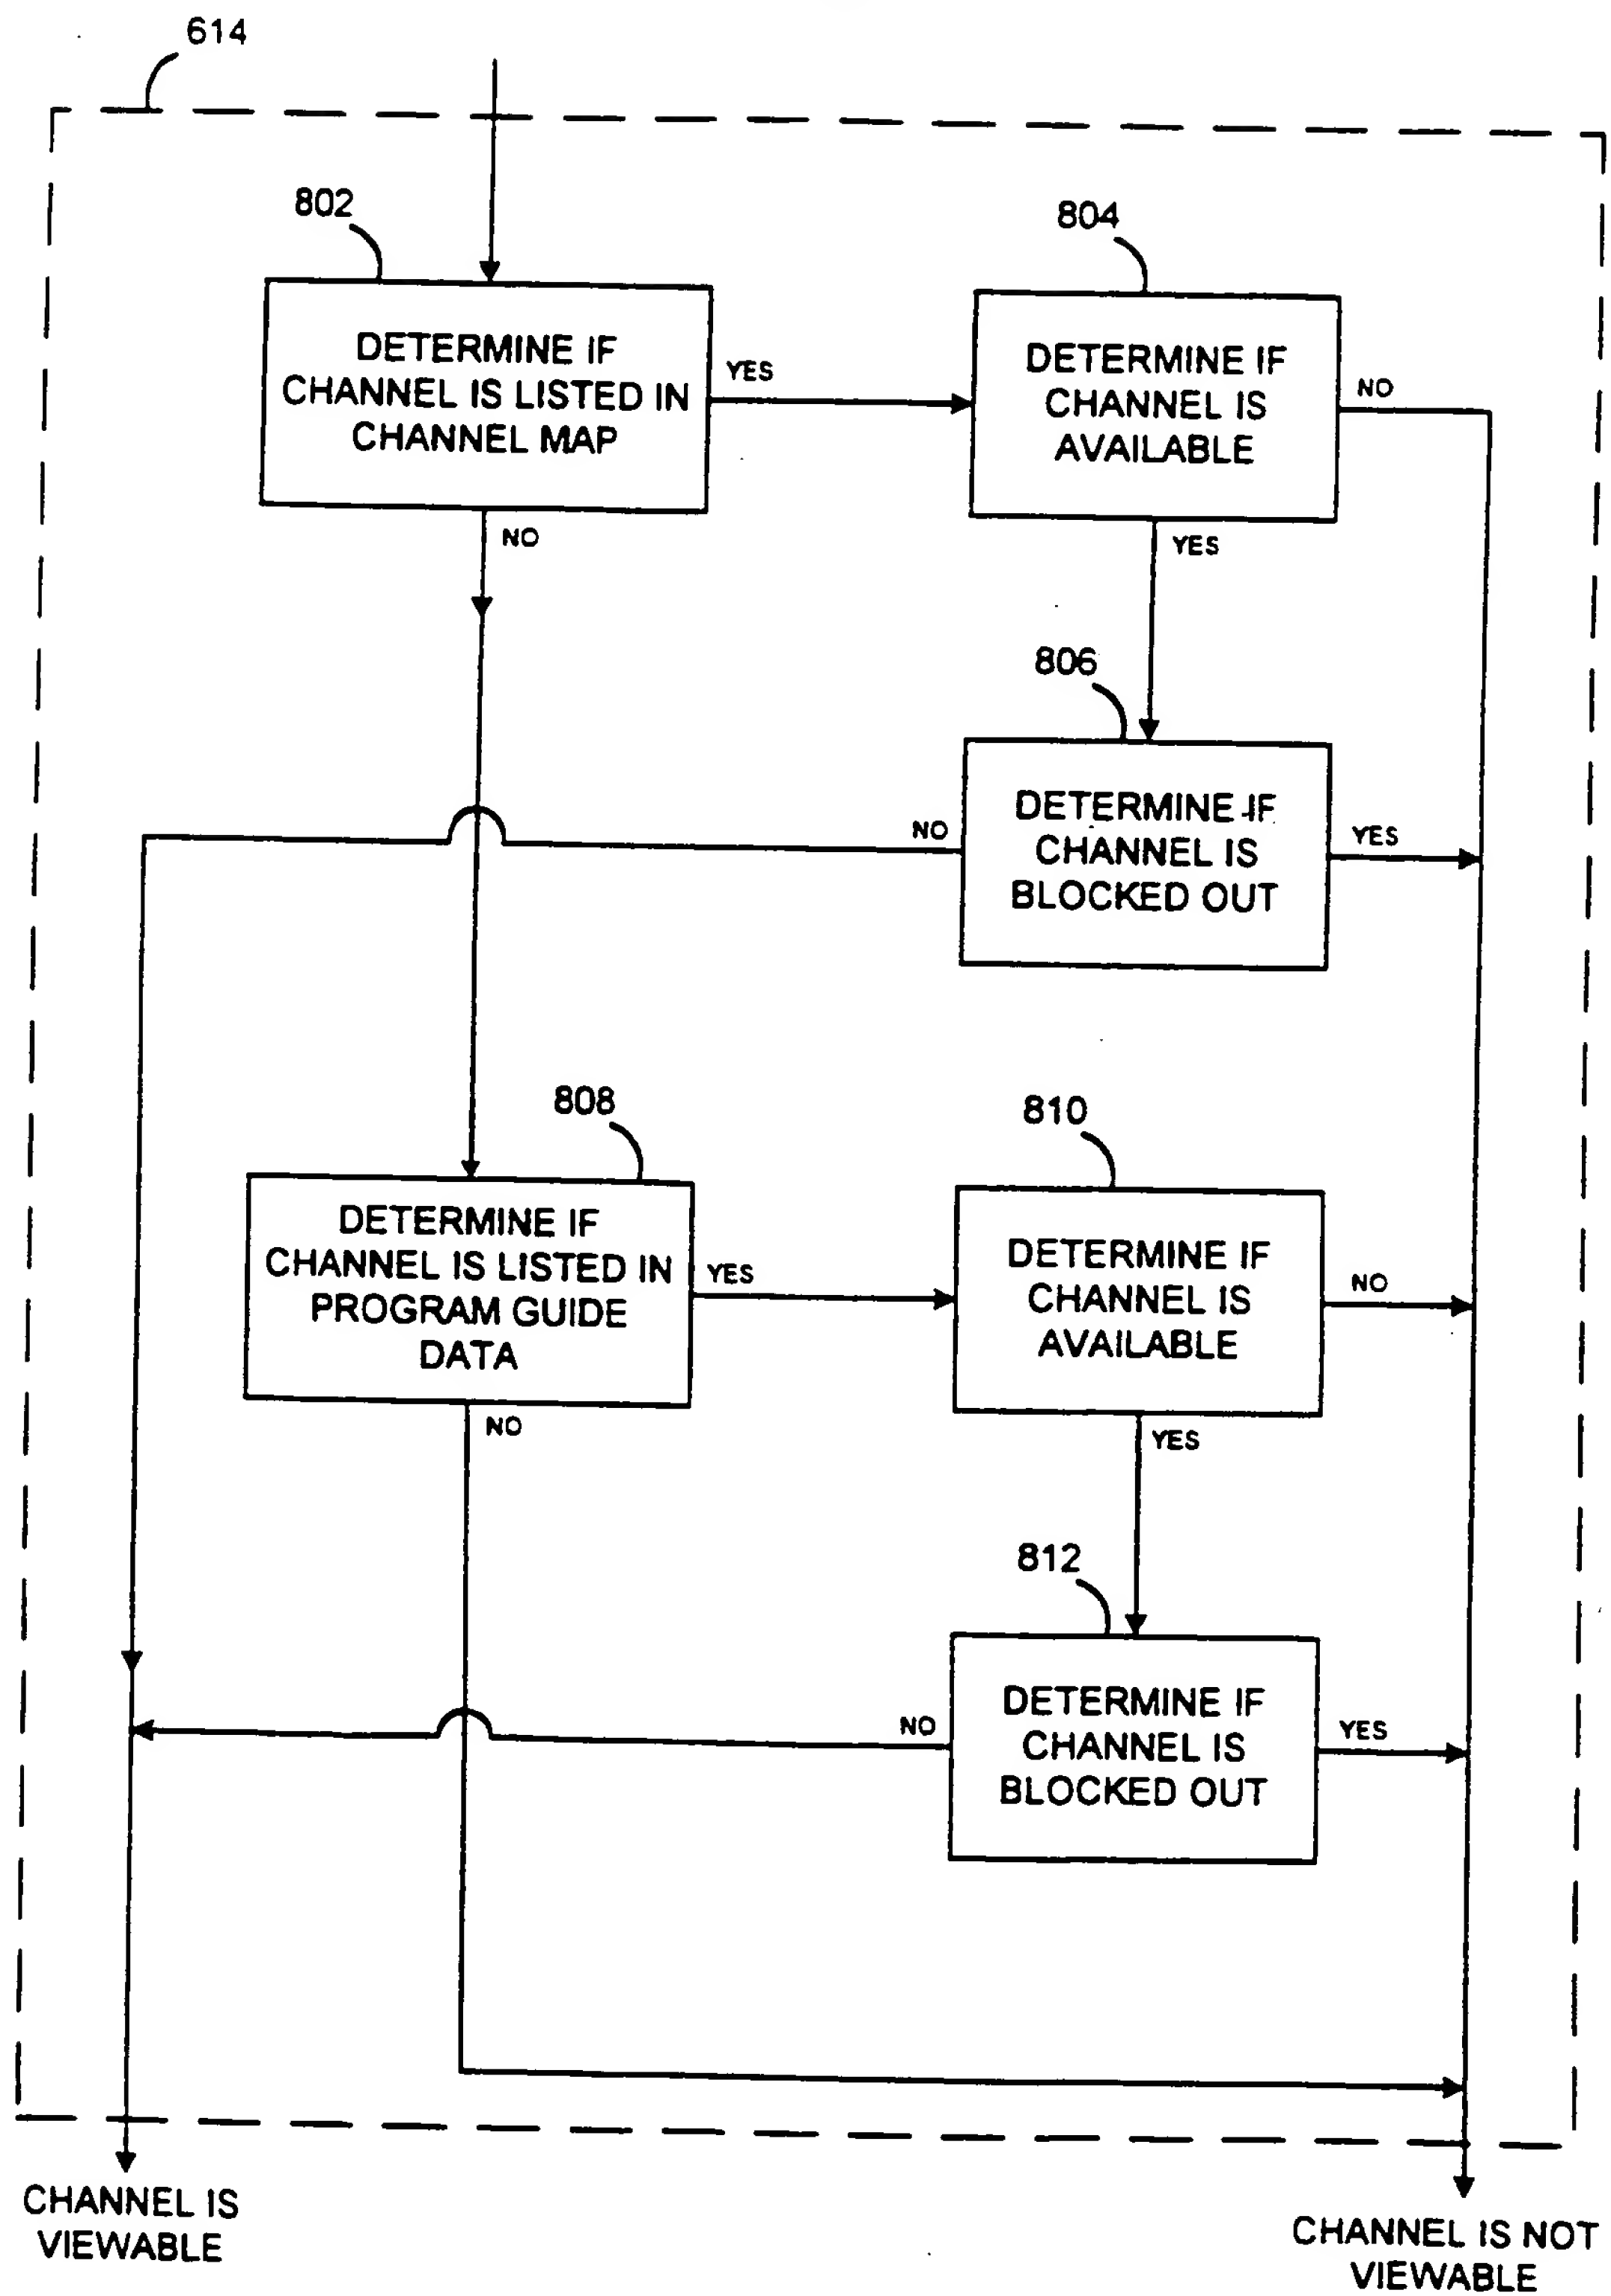 614
802
804
DETERMINE IF
CHANNEL IS LISTED IN
CHANNEL MAP
YES
DETERMINE IF
CHANNEL IS
AVAILABLE
NO
NO
YES
806
DETERMINE IF
CHANNEL IS
BLOCKED OUT
NO
YES
808
810
DETERMINE IF
CHANNEL IS LISTED IN
PROGRAM GUIDE
DATA
YES
DETERMINE IF
CHANNEL IS
AVAILABLE
NO
NO
YES
812
DETERMINE IF
CHANNEL IS
BLOCKED OUT
NO
YES
CHANNEL IS
VIEWABLE
CHANNEL IS NOT
VIEWABLE